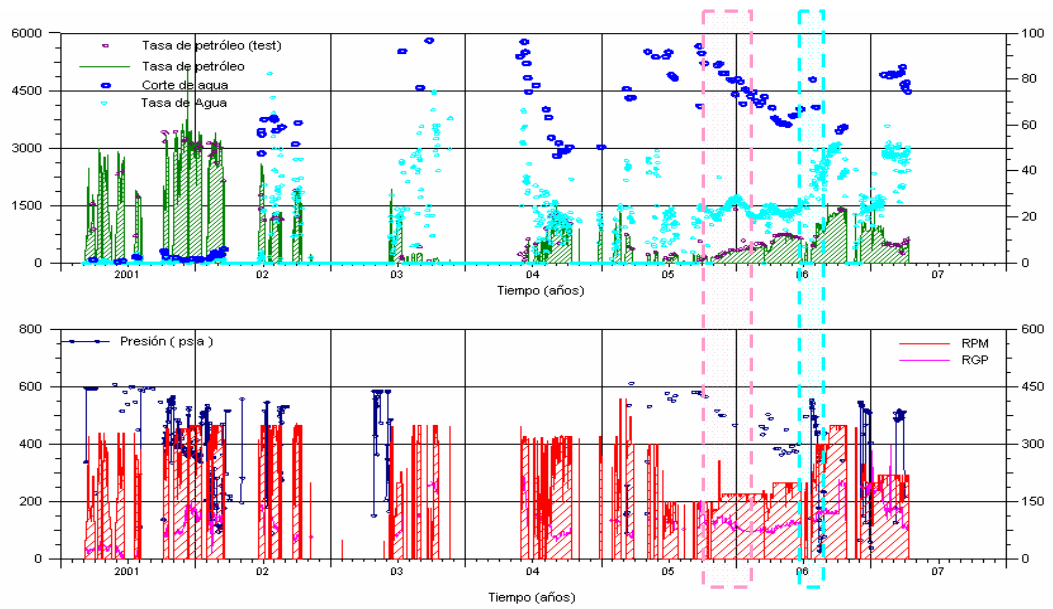 6000
4500
3000
1500
0
100
80
60
40
20
0
Tasa de petróleo (test)
Tasa de petróleo
Corte de aqua
Tasa de Agua
2001 02 03 04 05 06 07
Tiempo (años)
800
600
400
200
0
600
450
300
150
0
Presión ( psa )
RPM
RGP
2001 02 03 04 05 06 07
Tiempo (años)